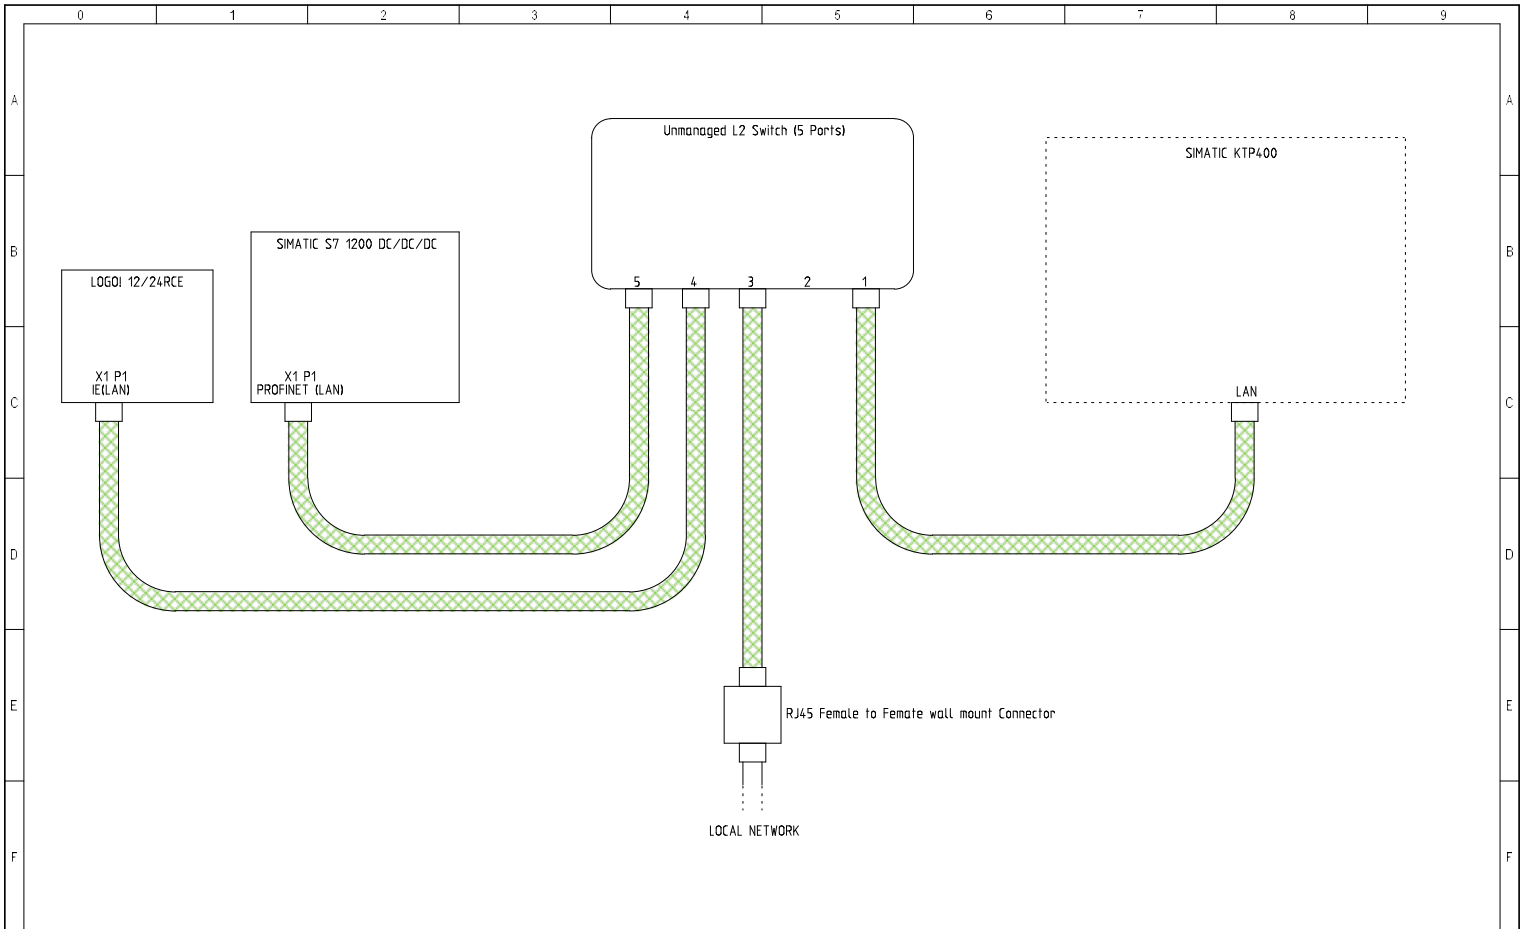 0 1 2 3 4 5 6 7 8 9
A A
Unmanaged L2 Switch (5 Ports)
SIMATIC KTP400
SIMATIC S7 1200 DC/DC/DC
B B
LOGO! 12/24RCE
5 4 3 2 1
X1 P1
IE(LAN)
X1 P1
PROFINET (LAN)
LAN
C C
D D
E E
RJ45 Female to Femate wall mount Connector
LOCAL NETWORK
F F